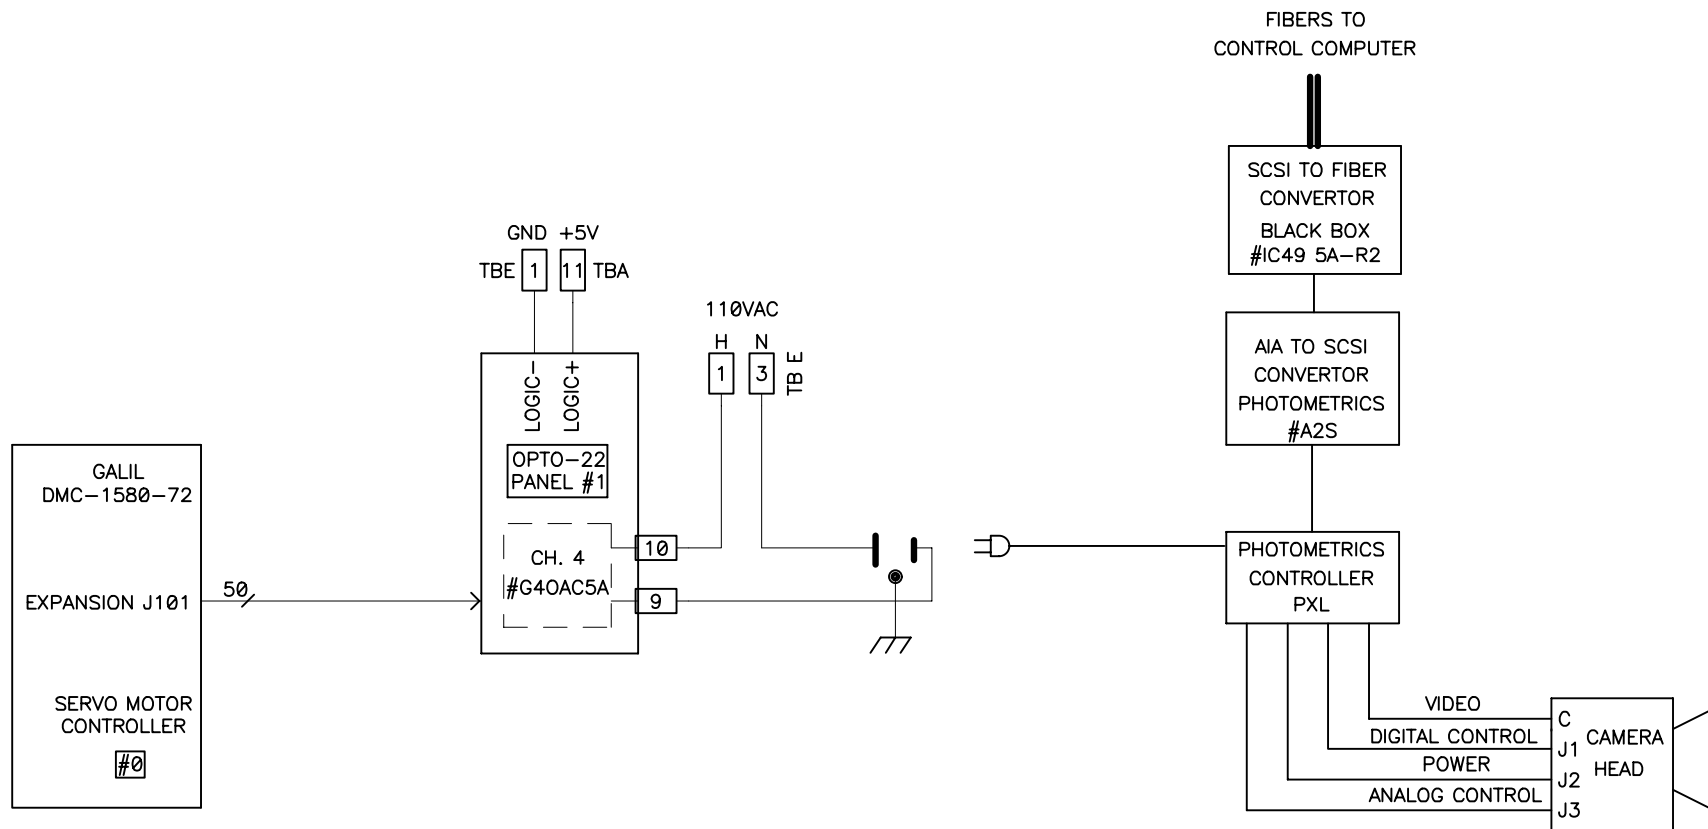 FIBERS TO
CONTROL COMPUTER
SCSI TO FIBER
CONVERTOR
BLACK BOX
#IC49 5A-R2
GND +5V
TBE 1 11 TBA
110VAC
H N
1 3
TB E
AIA TO SCSI
CONVERTOR
PHOTOMETRICS
#A2S
LOGIC-
LOGIC+
OPTO-22
PANEL #1
GALIL
DMC-1580-72
CH. 4
#G4OAC5A
10
9
PHOTOMETRICS
CONTROLLER
PXL
EXPANSION J101
50
SERVO MOTOR
CONTROLLER
#0
VIDEO
DIGITAL CONTROL
POWER
ANALOG CONTROL
C
J1
J2
J3
CAMERA
HEAD